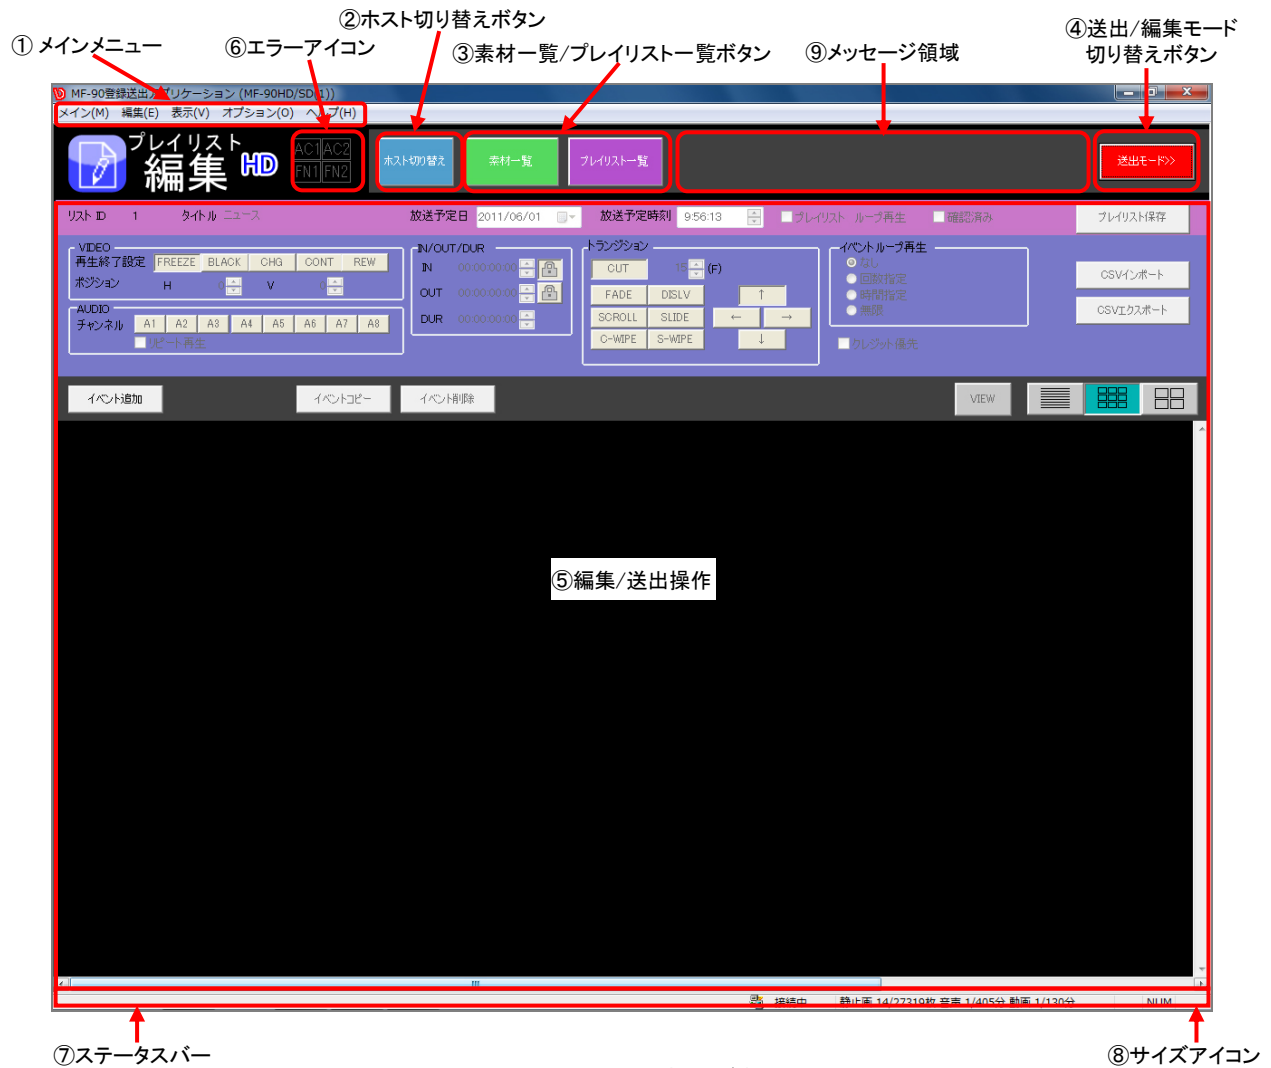 ②ホスト切り替えボタン
④送出/編集モード
切り替えボタン
① メインメニュー
⑥エラーアイコン
③素材一覧/プレイリスト一覧ボタン
⑨メッセージ領域
MF-90登録送出アプリケーション (MF-90HD/SD(1))
メイン(M) 編集(E) 表示(V) オプション(O) ヘルプ(H)
プレイリスト
編集 HD
AC1 AC2
FN1 FN2
ホスト切り替え
素材一覧
プレイリスト一覧
送出モード>>
リスト ID 1 タイトル ニュース 放送予定日 2011/06/01 放送予定時刻 9:56:13 プレイリスト ループ再生 確認済み プレイリスト保存
VIDEO
再生終了設定 FREEZE BLACK CHG CONT REW
ポジション H 0 V 0
AUDIO
チャンネル A1 A2 A3 A4 A5 A6 A7 A8
リピート再生
IN/OUT/DUR
IN 00:00:00:00
OUT 00:00:00:00
DUR 00:00:00:00
トランジション
CUT 15 (F)
FADE DISLV ↑
SCROLL SLIDE ← →
C-WIPE S-WIPE ↓
イベントループ再生
なし
回数指定
時間指定
無限
クレジット優先
CSVインポート
CSVエクスポート
イベント追加 イベントコピー イベント削除 VIEW
⑤編集/送出操作
接続中 静止画 14/27319枚 音声 1/405分 動画 1/130分 NUM
⑦ステータスバー
⑧サイズアイコン